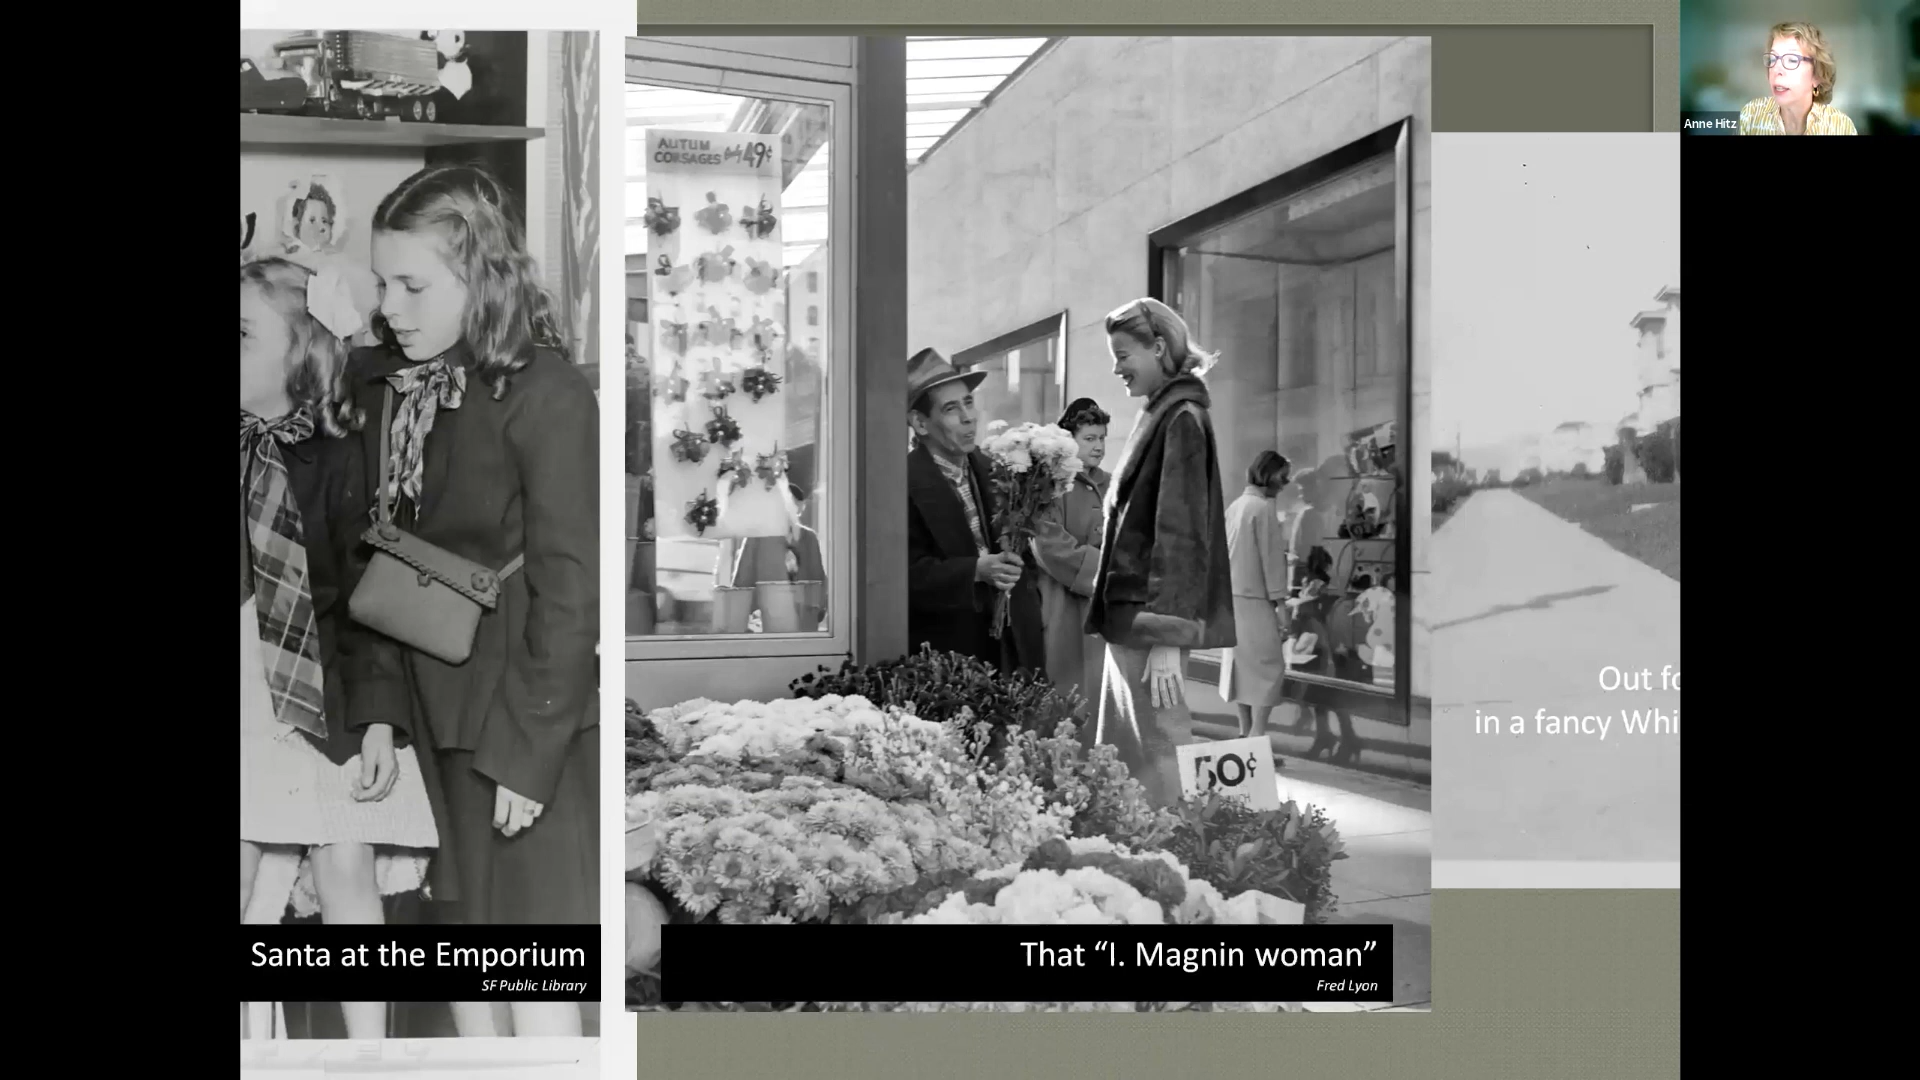 AUTUM
CORSAGES Only 49¢
50¢
Santa at the Emporium
SF Public Library
That “I. Magnin woman”
Fred Lyon
Out fo
in a fancy Whi
Anne Hitz